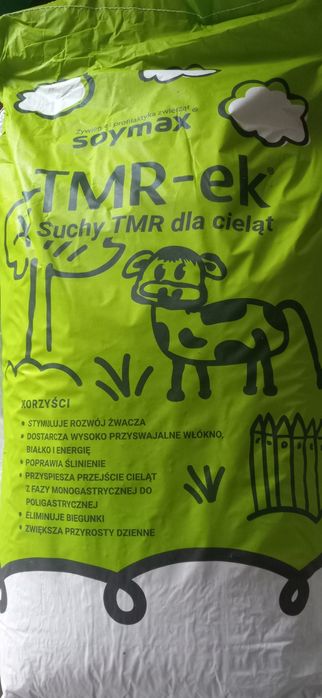 Żywienie i profilaktyka zwierząt
soymax®
TMR-ek®
Suchy TMR dla cieląt
KORZYŚCI
• STYMULUJE ROZWÓJ ŻWACZA
• DOSTARCZA WYSOKO PRZYSWAJALNE WŁÓKNO,
BIAŁKO I ENERGIĘ
• POPRAWIA ŚLINIENIE
• PRZYSPIESZA PRZEJŚCIE CIELĄT
Z FAZY MONOGASTRYCZNEJ DO
POLIGASTRYCZNEJ
• ELIMINUJE BIEGUNKI
• ZWIĘKSZA PRZYROSTY DZIENNE